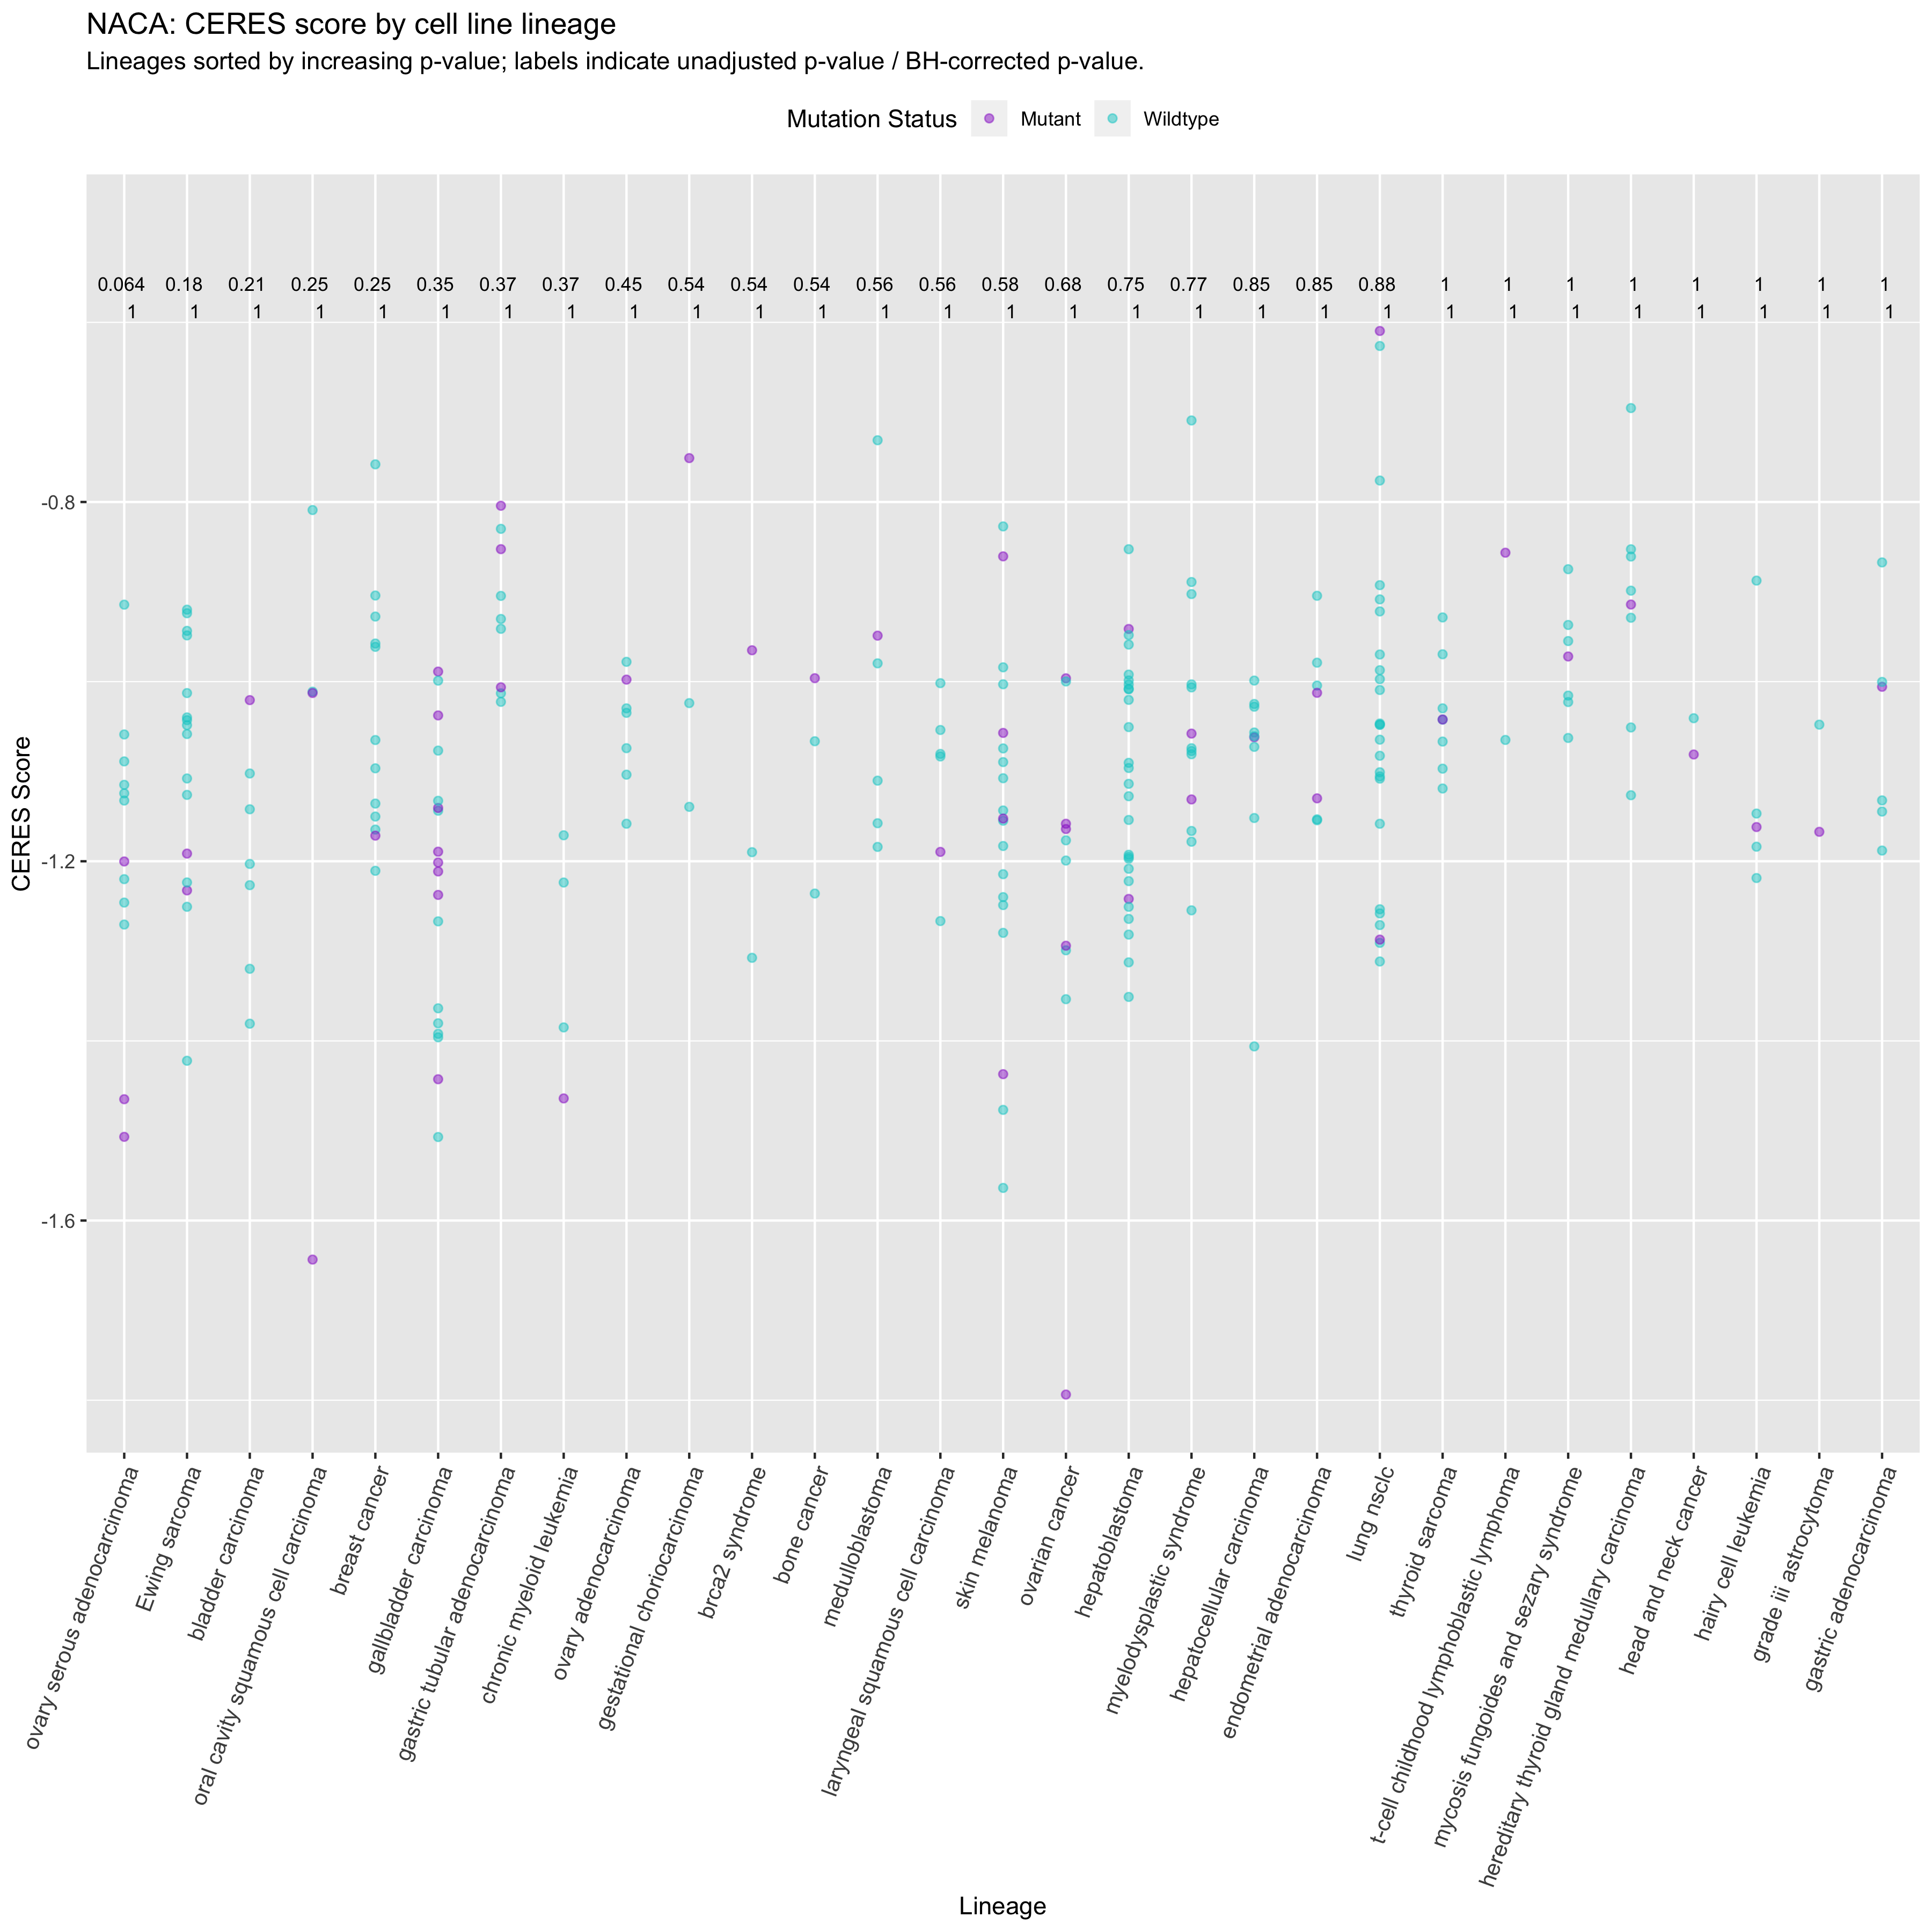 NACA: CERES score by cell line lineage
Lineages sorted by increasing p-value; labels indicate unadjusted p-value / BH-corrected p-value.
Mutation Status Mutant Wildtype
0.064 0.18 0.21 0.25 0.25 0.35 0.37 0.37 0.45 0.54 0.54 0.54 0.56 0.56 0.58 0.68 0.75 0.77 0.85 0.85 0.88 1 1 1 1 1 1 1 1
1 1 1 1 1 1 1 1 1 1 1 1 1 1 1 1 1 1 1 1 1 1 1 1 1 1 1 1 1
-0.8
-1.2
-1.6
CERES Score
ovary serous adenocarcinoma
Ewing sarcoma
bladder carcinoma
oral cavity squamous cell carcinoma
breast cancer
gallbladder carcinoma
gastric tubular adenocarcinoma
chronic myeloid leukemia
ovary adenocarcinoma
gestational choriocarcinoma
brca2 syndrome
bone cancer
medulloblastoma
laryngeal squamous cell carcinoma
skin melanoma
ovarian cancer
hepatoblastoma
myelodysplastic syndrome
hepatocellular carcinoma
endometrial adenocarcinoma
lung nsclc
thyroid sarcoma
t-cell childhood lymphoblastic lymphoma
mycosis fungoides and sezary syndrome
hereditary thyroid gland medullary carcinoma
head and neck cancer
hairy cell leukemia
grade iii astrocytoma
gastric adenocarcinoma
Lineage